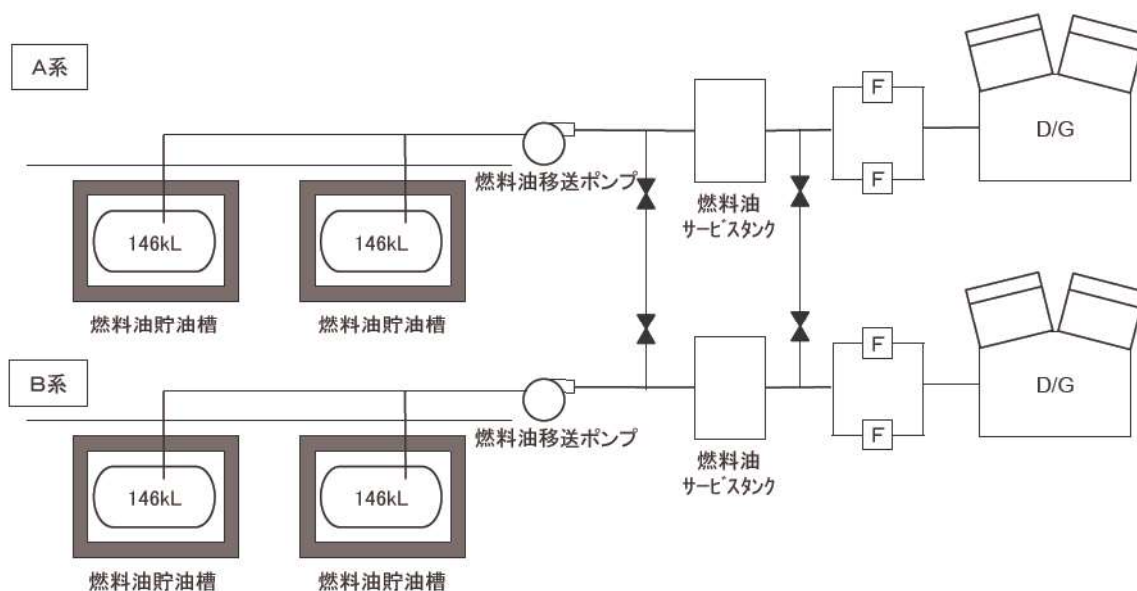 A系
F
D/G
F
燃料油移送ポンプ
146kL
146kL
燃料油
サービスタンク
燃料油貯油槽
燃料油貯油槽
B系
F
D/G
F
燃料油移送ポンプ
146kL
146kL
燃料油
サービスタンク
燃料油貯油槽
燃料油貯油槽